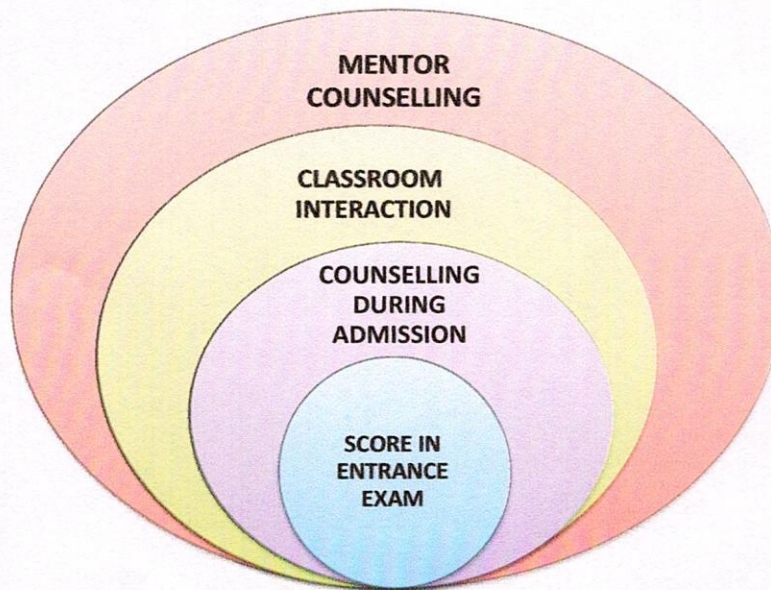 MENTOR
COUNSELLING
CLASSROOM
INTERACTION
COUNSELLING
DURING
ADMISSION
SCORE IN
ENTRANCE
EXAM